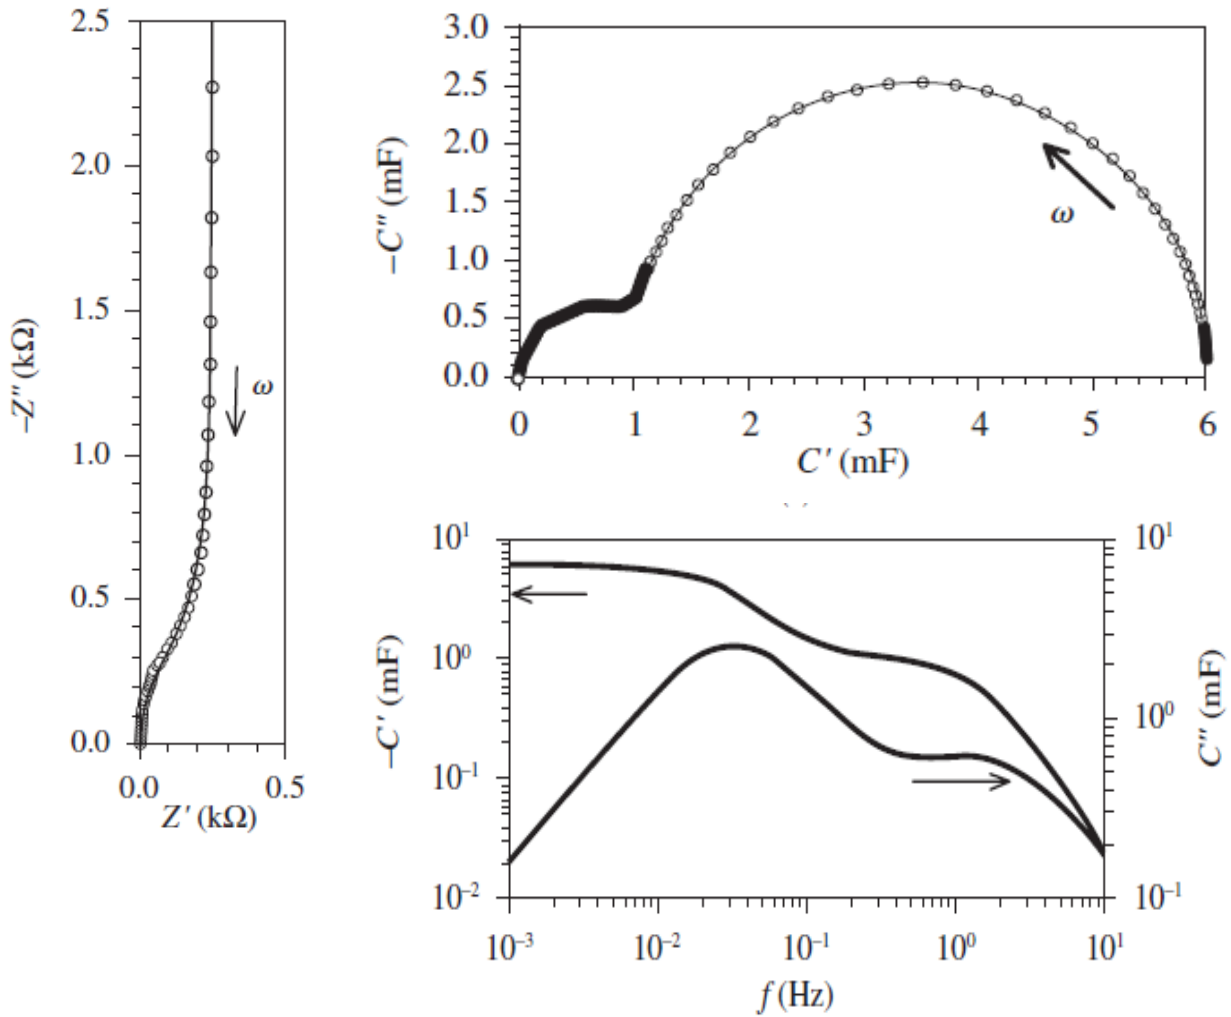 2.5
2.0
1.5
1.0
0.5
0.0
–Z″ (kΩ)
ω
0.0 0.5
Z′ (kΩ)
3.0
2.5
2.0
1.5
1.0
0.5
0.0
–C″ (mF)
ω
0 1 2 3 4 5 6
C′ (mF)
10¹
10⁰
10⁻¹
10⁻²
–C′ (mF)
10¹
10⁰
10⁻¹
C″ (mF)
10⁻³ 10⁻² 10⁻¹ 10⁰ 10¹
f (Hz)